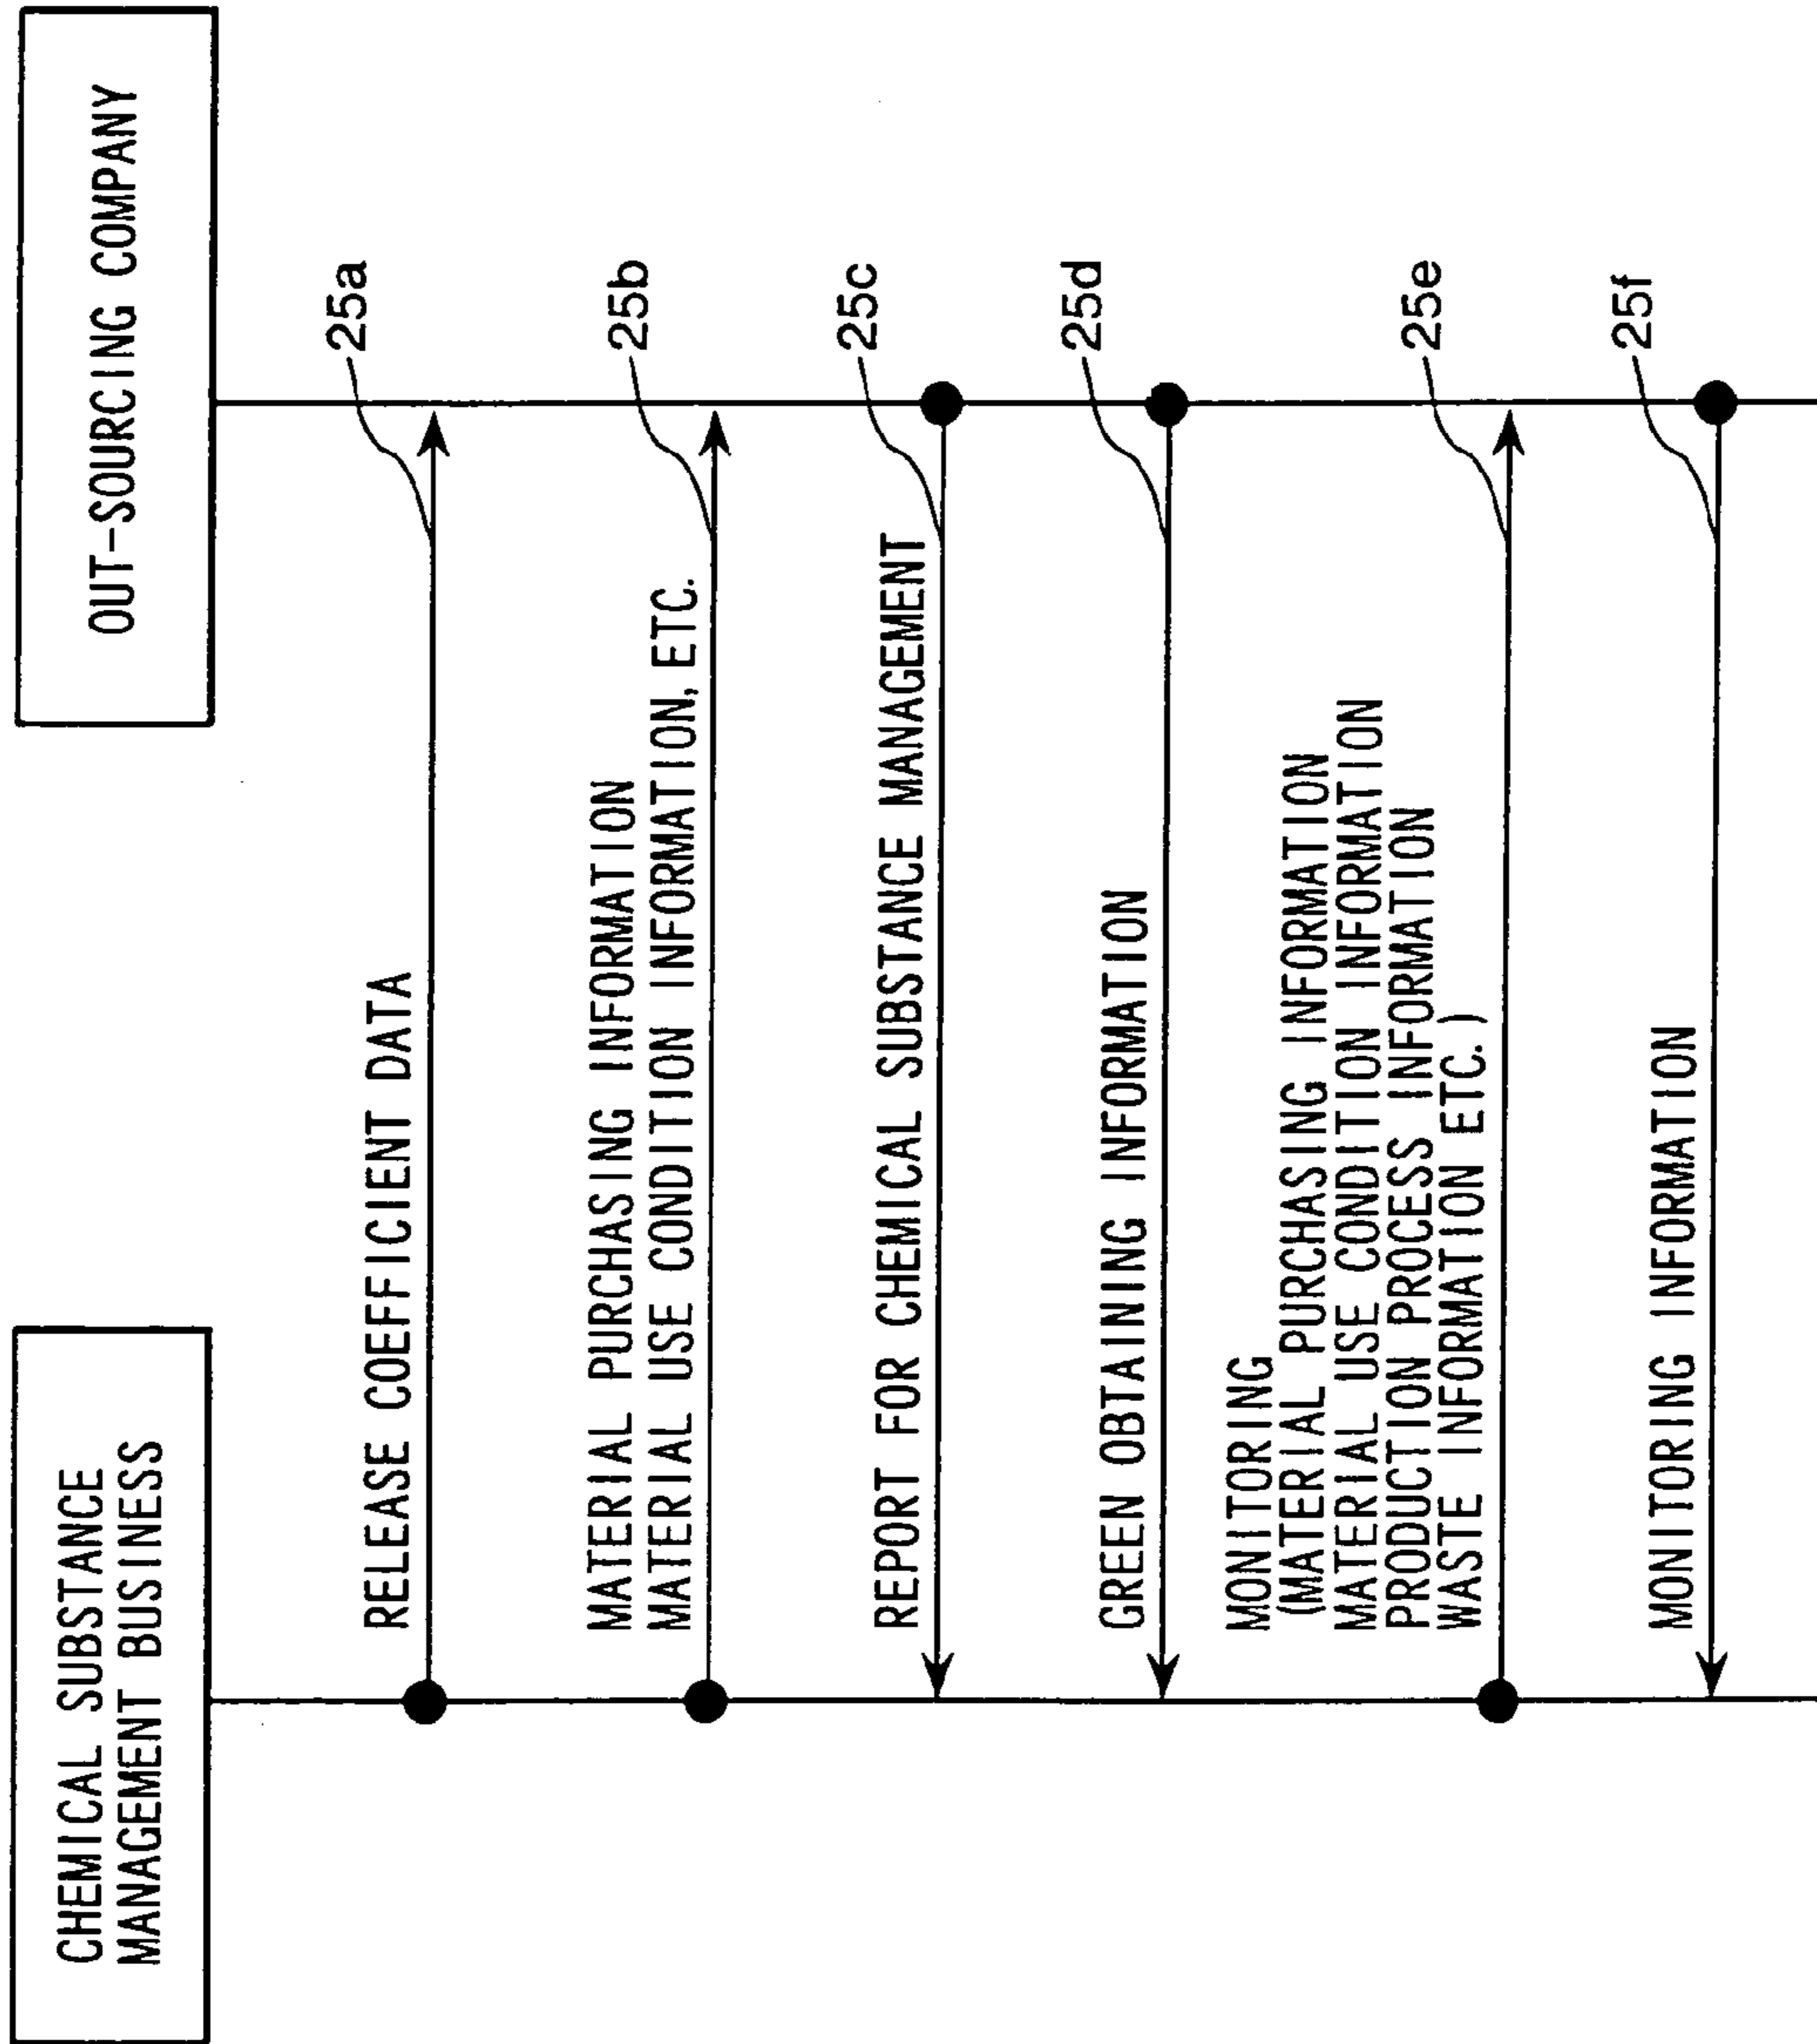 CHEMICAL SUBSTANCE
MANAGEMENT BUSINESS
OUT-SOURCING COMPANY
RELEASE COEFFICIENT DATA
25a
MATERIAL PURCHASING INFORMATION
MATERIAL USE CONDITION INFORMATION, ETC.
25b
REPORT FOR CHEMICAL SUBSTANCE MANAGEMENT
25c
GREEN OBTAINING INFORMATION
25d
MONITORING
(MATERIAL PURCHASING INFORMATION
MATERIAL USE CONDITION INFORMATION
PRODUCTION PROCESS INFORMATION
WASTE INFORMATION ETC.)
25e
MONITORING INFORMATION
25f